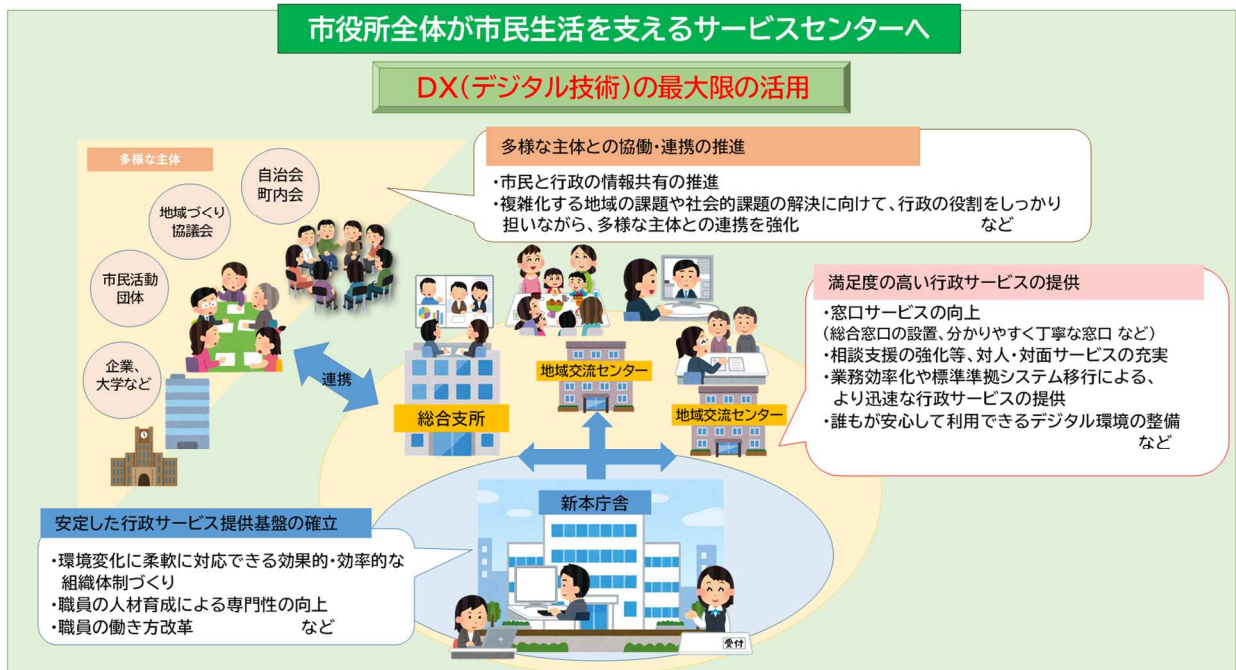 市役所全体が市民生活を支えるサービスセンターへ
DX(デジタル技術)の最大限の活用
多様な主体
自治会
町内会
地域づくり
協議会
市民活動
団体
企業、
大学など
連携
多様な主体との協働・連携の推進
・市民と行政の情報共有の推進
・複雑化する地域の課題や社会的課題の解決に向けて、行政の役割をしっかり
担いながら、多様な主体との連携を強化 など
満足度の高い行政サービスの提供
・窓口サービスの向上
(総合窓口の設置、分かりやすく丁寧な窓口 など)
・相談支援の強化等、対人・対面サービスの充実
・業務効率化や標準準拠システム移行による、
より迅速な行政サービスの提供
・誰もが安心して利用できるデジタル環境の整備
など
総合支所
地域交流センター
地域交流センター
新本庁舎
受付
安定した行政サービス提供基盤の確立
・環境変化に柔軟に対応できる効果的・効率的な
組織体制づくり
・職員の人材育成による専門性の向上
・職員の働き方改革 など